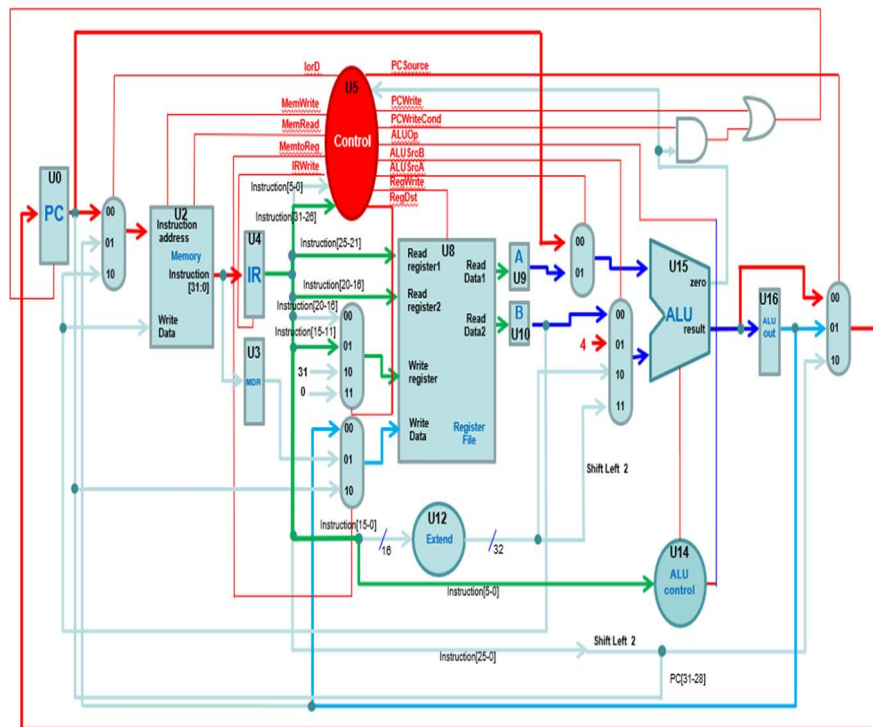 IorD
PCSource
U5
MemWrite
PCWrite
MemRead
PCWriteCond
Control
ALUOp
MemtoReg
ALUSrcB
IRWrite
ALUSrcA
RegWrite
RegDst
Instruction[5-0]
Instruction[31-26]
U0
PC
00
01
10
U2
Instruction
address
Memory
Instruction
[31:0]
Write
Data
U4
IR
U3
MDR
Instruction[25-21]
Instruction[20-16]
Instruction[20-16]
Instruction[15-11]
31
0
00
01
10
11
00
01
10
U8
Read
register1
Read
register2
Write
register
Write
Data
Read
Data1
Read
Data2
Register
File
A
U9
B
U10
00
01
4
00
01
10
11
U15
zero
ALU
result
U16
ALU
out
00
01
10
Shift Left 2
Instruction[15-0]
16
U12
Extend
32
U14
ALU
control
Instruction[5-0]
Shift Left 2
Instruction[25-0]
PC[31-28]